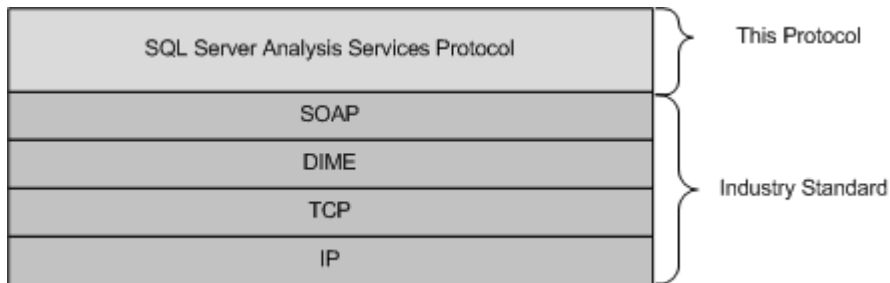 SQL Server Analysis Services Protocol
This Protocol
SOAP
DIME
TCP
IP
Industry Standard